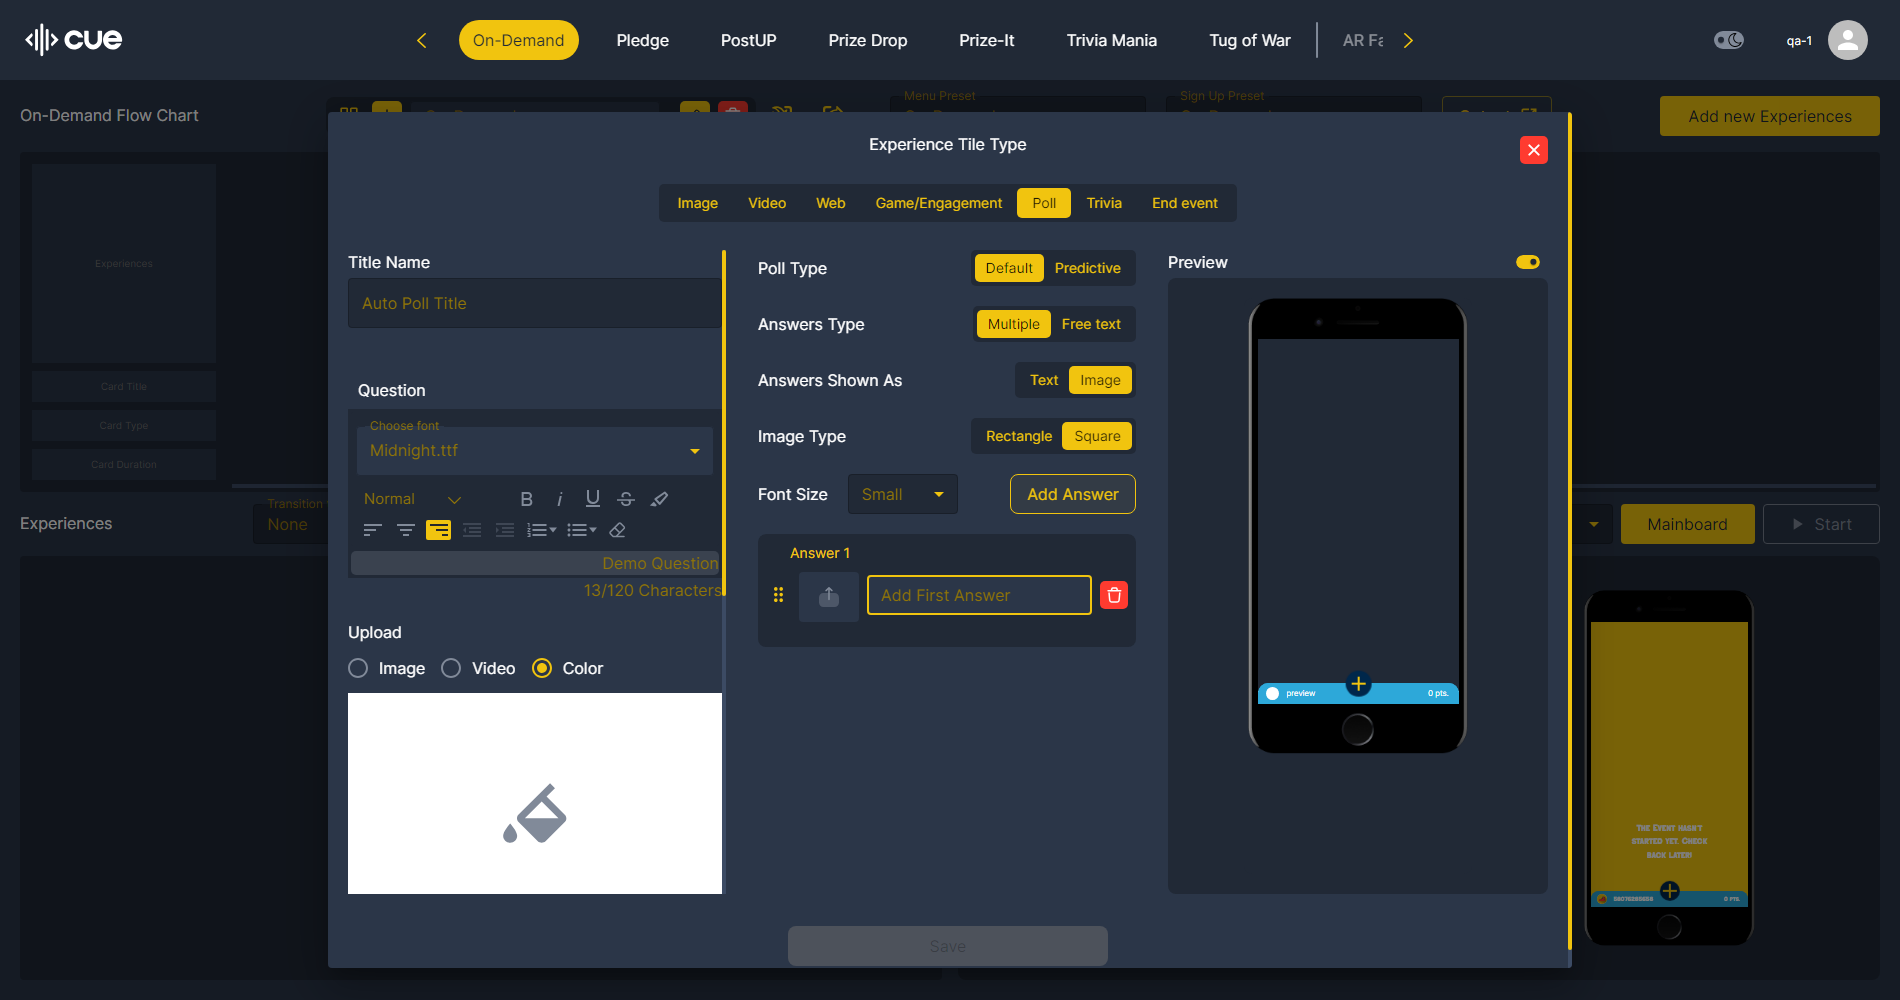 cue
On-Demand
Pledge
PostUP
Prize Drop
Prize-It
Trivia Mania
Tug of War
qa-1
On-Demand Flow Chart
Menu Preset
Sign Up Preset
Add new Experiences
Experience Tile Type
Image
Video
Web
Game/Engagement
Poll
Trivia
End event
Experiences
Card Title
Card Type
Card Duration
Title Name
Auto Poll Title
Question
Choose font
Midnight.ttf
Normal
Demo Question
13/120 Characters
Upload
Image
Video
Color
Poll Type
Default
Predictive
Answers Type
Multiple
Free text
Answers Shown As
Text
Image
Image Type
Rectangle
Square
Font Size
Small
Add Answer
Answer 1
Add First Answer
Preview
preview
0 pts.
Transition
Experiences
None
Mainboard
Start
The Event hasn't
started yet. Check
back later!
0 pts.
Save